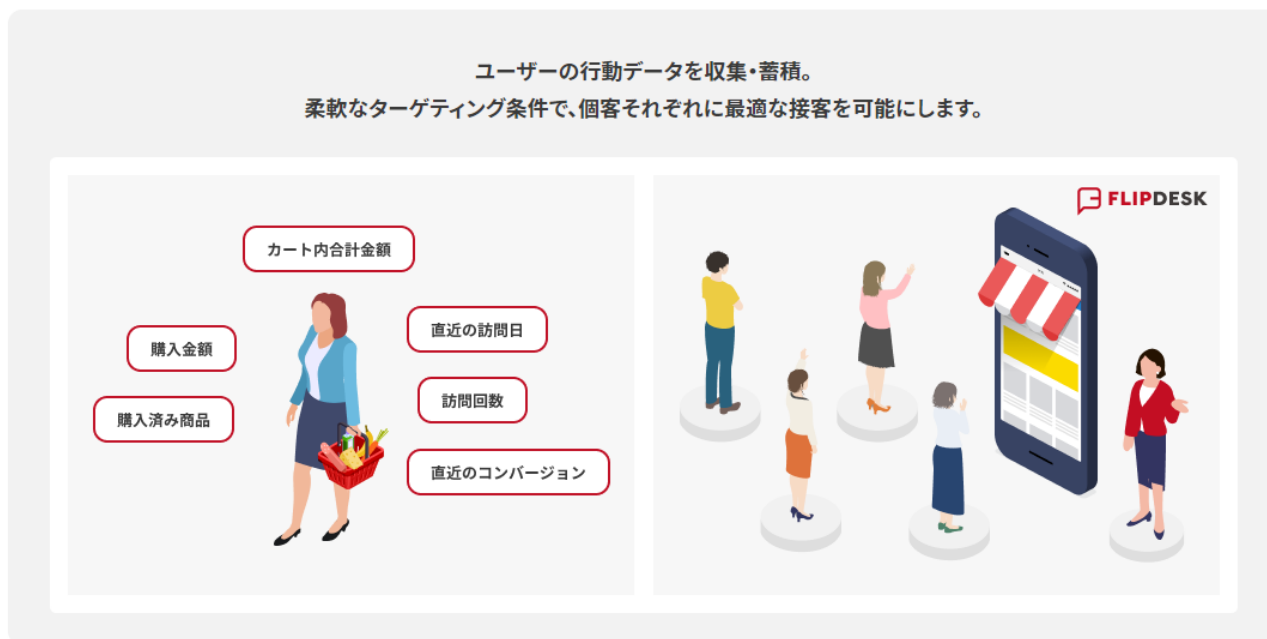 ユーザーの行動データを収集・蓄積。
柔軟なターゲティング条件で、個客それぞれに最適な接客を可能にします。
カート内合計金額
購入金額
購入済み商品
直近の訪問日
訪問回数
直近のコンバージョン
FLIPDESK